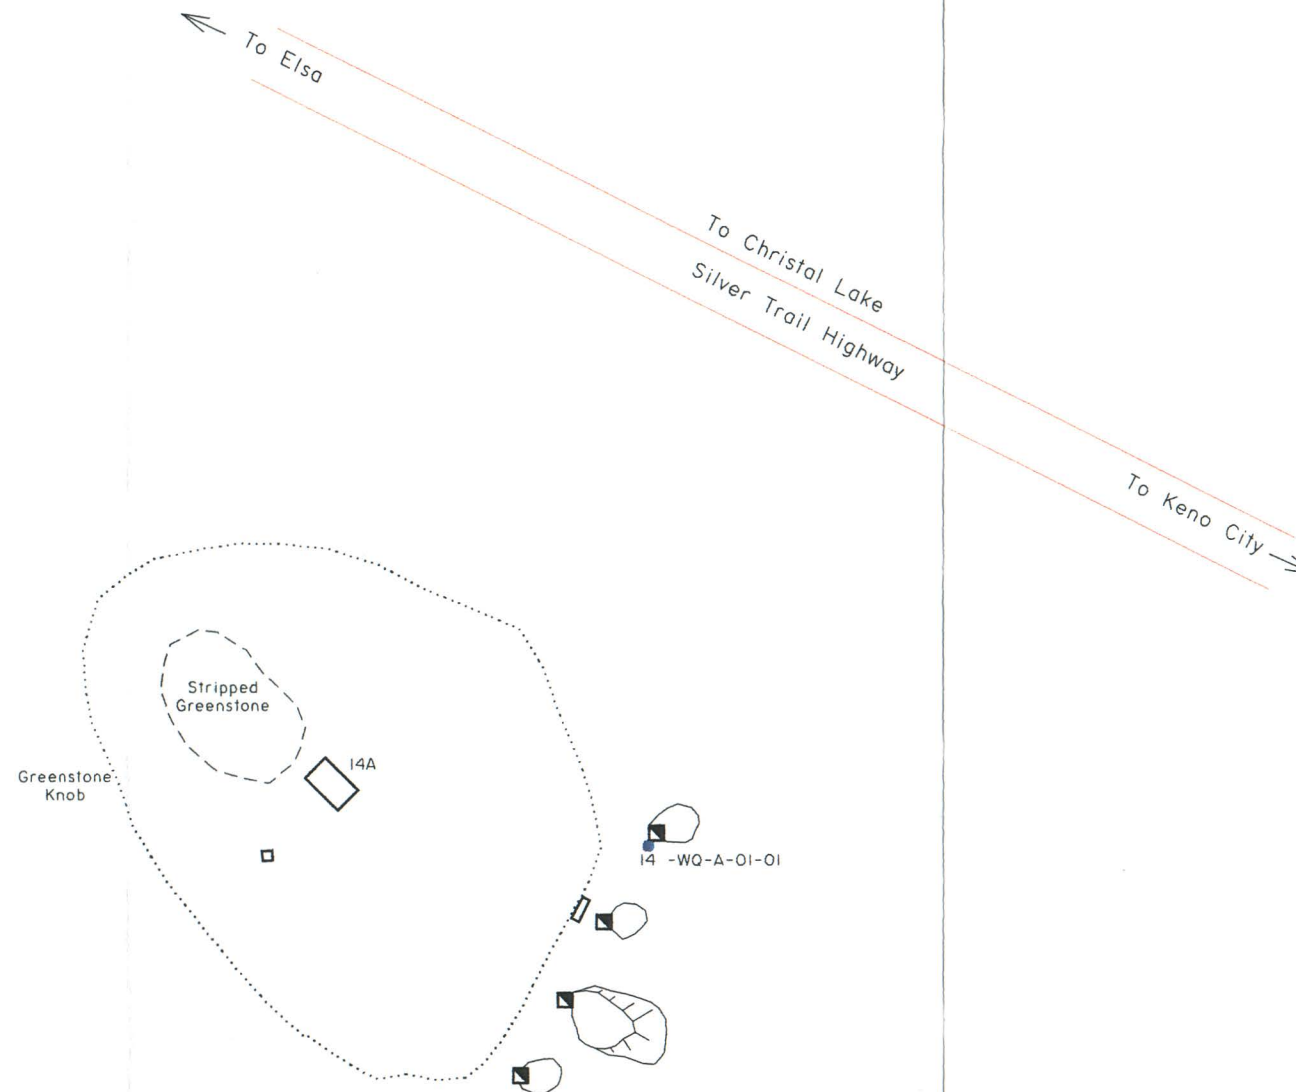 To Elsa
To Christal Lake
Silver Trail Highway
To Keno City
Stripped
Greenstone
14A
Greenstone
Knob
14 -WQ-A-01-01